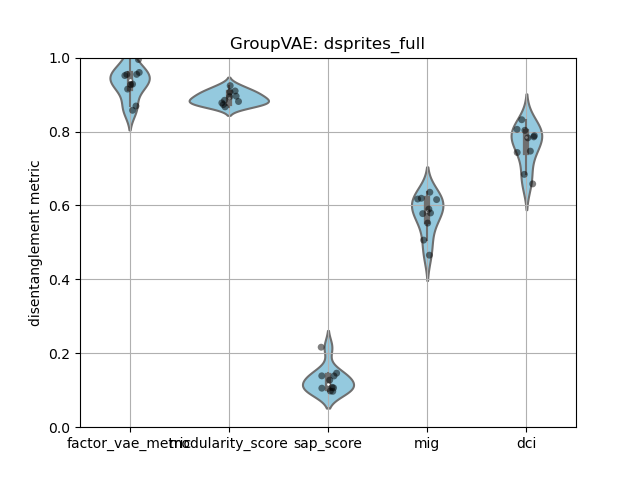 GroupVAE: dsprites_full
disentanglement metric
1.0
0.8
0.6
0.4
0.2
0.0
factor_vae_metric modularity_score sap_score mig dci